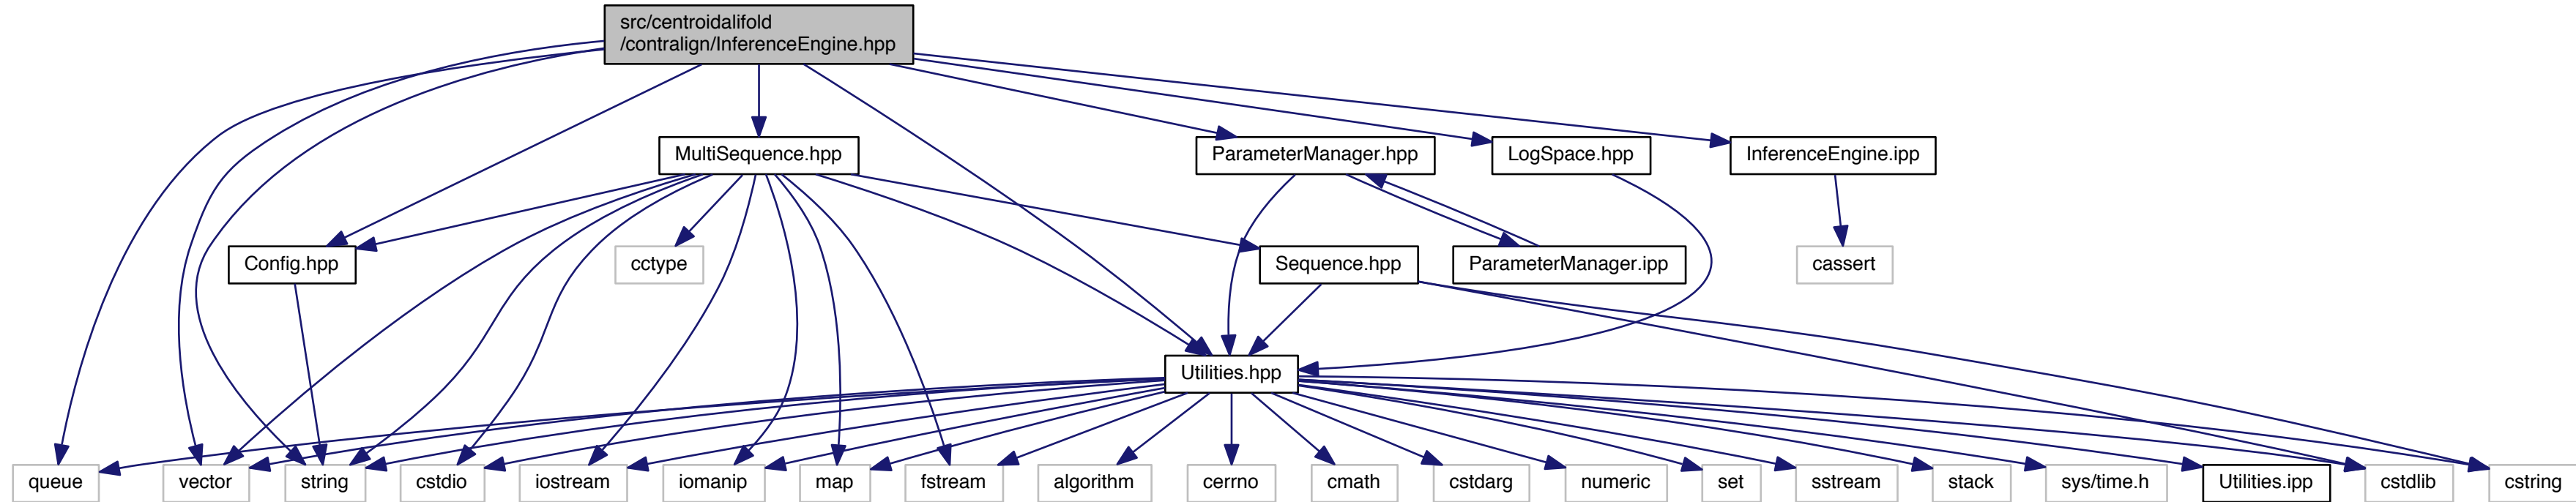 src/centroidalifold
/contralign/InferenceEngine.hpp
MultiSequence.hpp
ParameterManager.hpp
LogSpace.hpp
InferenceEngine.ipp
Config.hpp
cctype
Sequence.hpp
ParameterManager.ipp
cassert
Utilities.hpp
queue
vector
string
cstdio
iostream
iomanip
map
fstream
algorithm
cerrno
cmath
cstdarg
numeric
set
sstream
stack
sys/time.h
Utilities.ipp
cstdlib
cstring